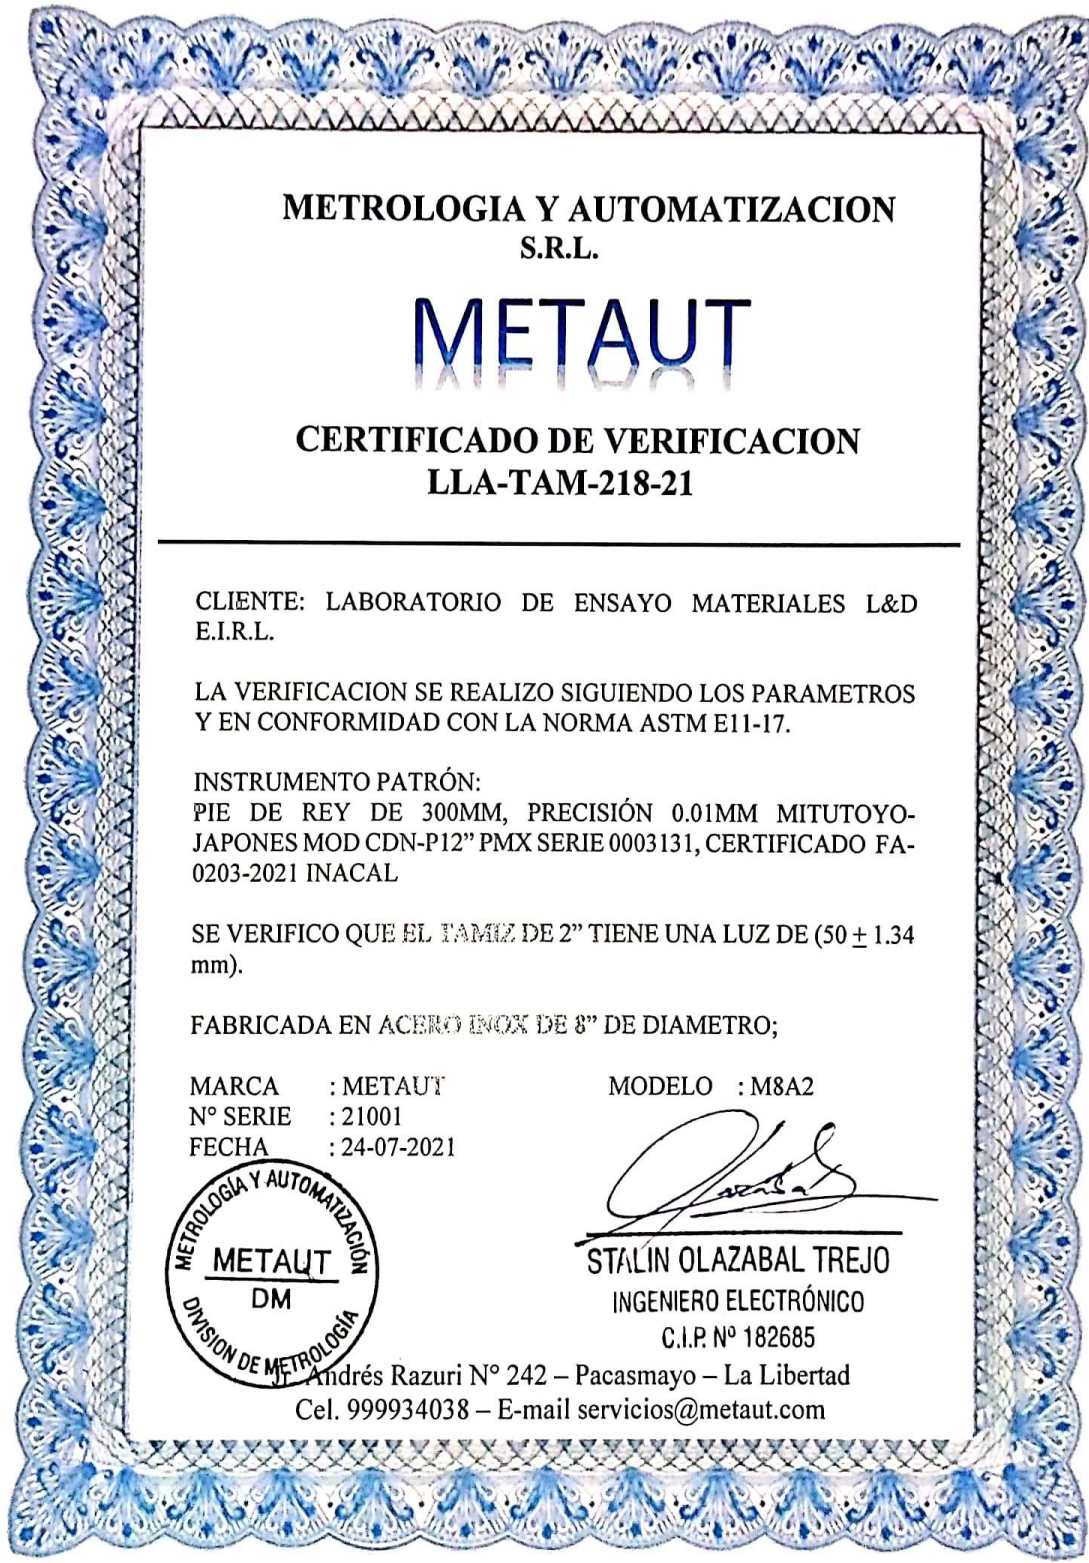 METROLOGIA Y AUTOMATIZACION
S.R.L.
METAUT
CERTIFICADO DE VERIFICACION
LLA-TAM-218-21
CLIENTE: LABORATORIO DE ENSAYO MATERIALES L&D
E.I.R.L.
LA VERIFICACION SE REALIZO SIGUIENDO LOS PARAMETROS
Y EN CONFORMIDAD CON LA NORMA ASTM E11-17.
INSTRUMENTO PATRÓN:
PIE DE REY DE 300MM, PRECISIÓN 0.01MM MITUTOYO-
JAPONES MOD CDN-P12” PMX SERIE 0003131, CERTIFICADO FA-
0203-2021 INACAL
SE VERIFICO QUE EL TAMIZ DE 2” TIENE UNA LUZ DE (50 ± 1.34
mm).
FABRICADA EN ACERO INOX DE 8” DE DIAMETRO;
MARCA : METAUT MODELO : M8A2
N° SERIE : 21001
FECHA : 24-07-2021
METROLOGÍA Y AUTOMATIZACIÓN
METAUT
DM
DIVISION DE METROLOGÍA
STALIN OLAZABAL TREJO
INGENIERO ELECTRÓNICO
C.I.P. Nº 182685
Jr. Andrés Razuri N° 242 – Pacasmayo – La Libertad
Cel. 999934038 – E-mail servicios@metaut.com